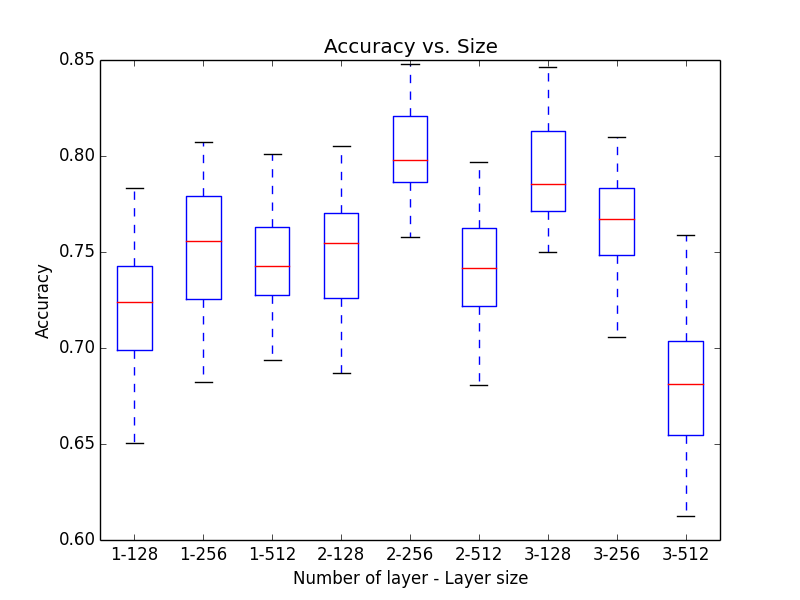 Accuracy vs. Size
0.85
0.80
0.75
0.70
0.65
0.60
Accuracy
1-128 1-256 1-512 2-128 2-256 2-512 3-128 3-256 3-512
Number of layer - Layer size